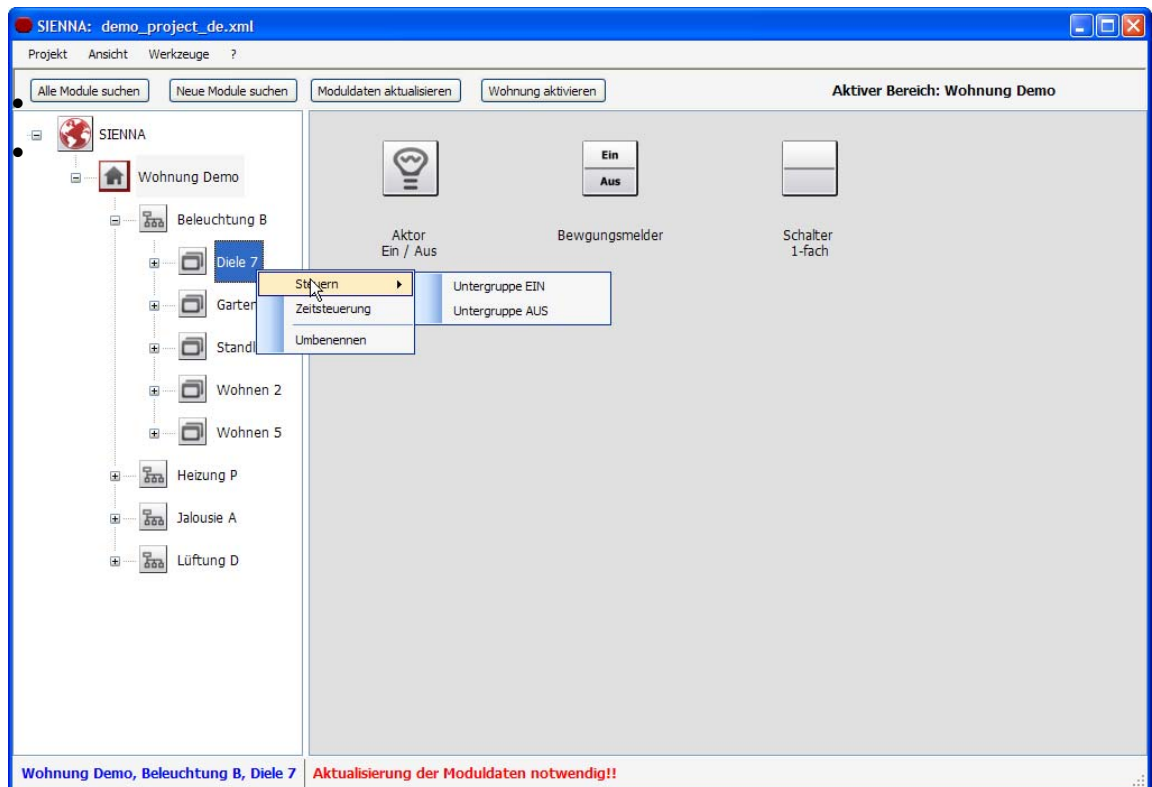 SIENNA: demo_project_de.xml
Projekt Ansicht Werkzeuge ?
Alle Module suchen Neue Module suchen Moduldaten aktualisieren Wohnung aktivieren Aktiver Bereich: Wohnung Demo
SIENNA
Wohnung Demo
Beleuchtung B
Diele 7
Garten
Wohnen 2
Wohnen 5
Heizung P
Jalousie A
Lüftung D
Steuern
Zeitsteuerung
Umbenennen
Untergruppe EIN
Untergruppe AUS
Ein
Aus
Aktor
Ein / Aus
Bewegungsmelder
Schalter
1-fach
Wohnung Demo, Beleuchtung B, Diele 7
Aktualisierung der Moduldaten notwendig!!